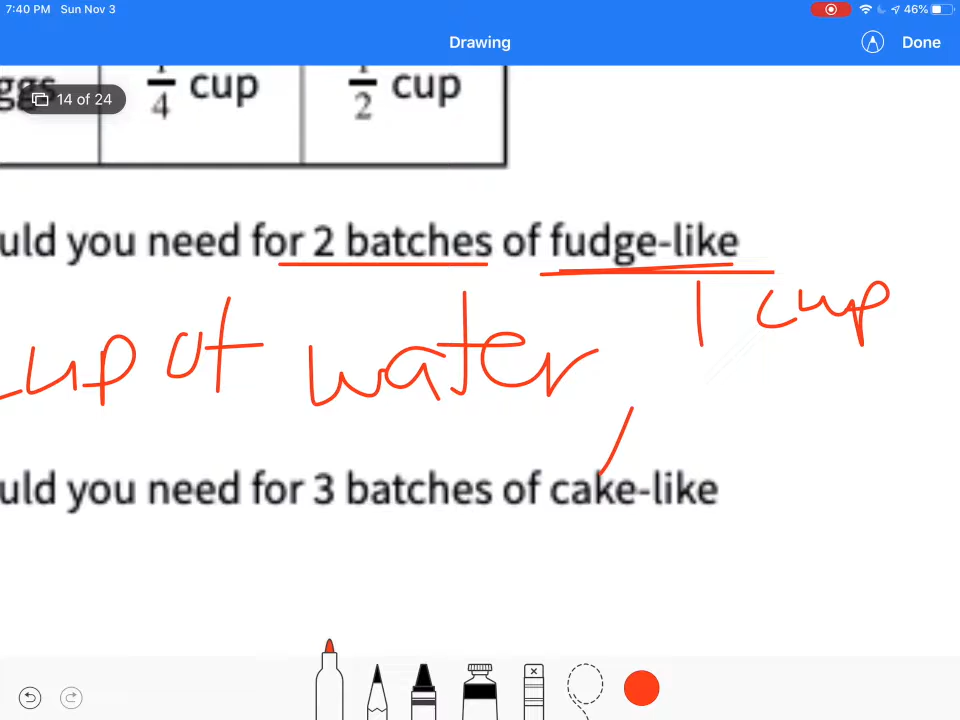 7:40 PM Sun Nov 3 46%
Drawing Done
14 of 24
ggs 1/4 cup 1/2 cup
uld you need for 2 batches of fudge-like
1 cup
cup of water,
uld you need for 3 batches of cake-like